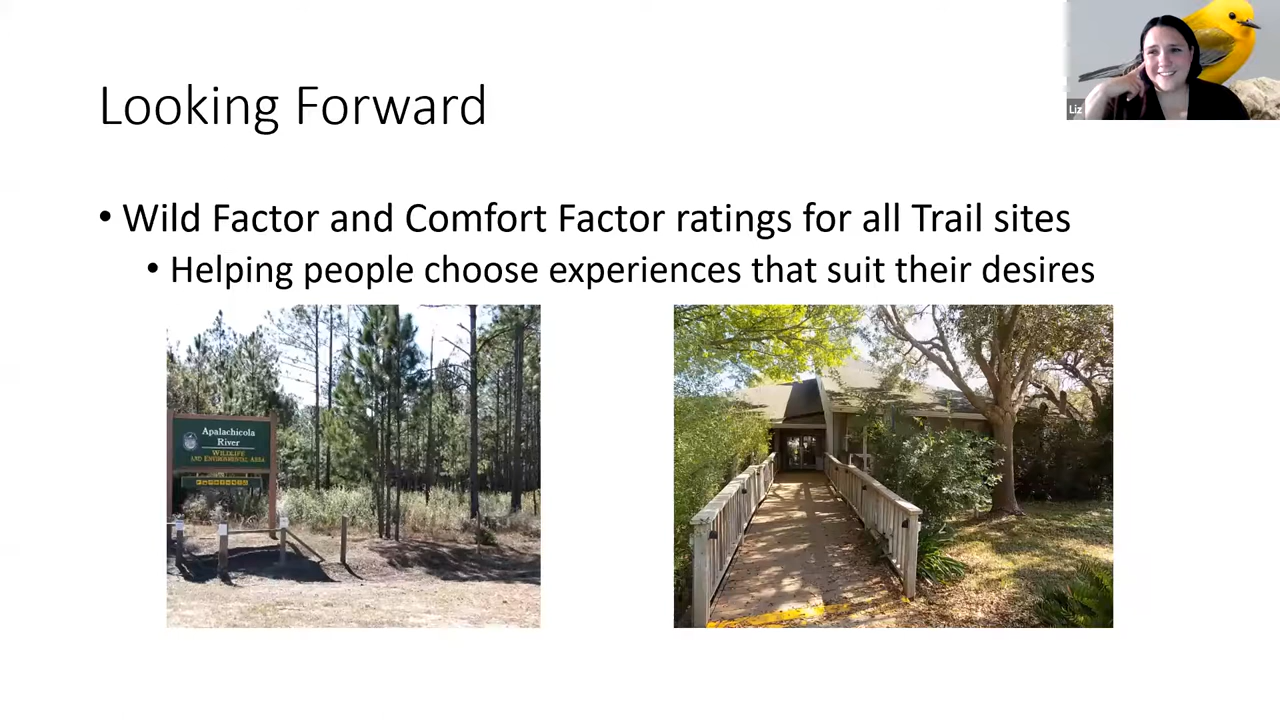 Looking Forward
Liz
• Wild Factor and Comfort Factor ratings for all Trail sites
• Helping people choose experiences that suit their desires
Apalachicola
River
WILDLIFE
AND ENVIRONMENTAL AREA